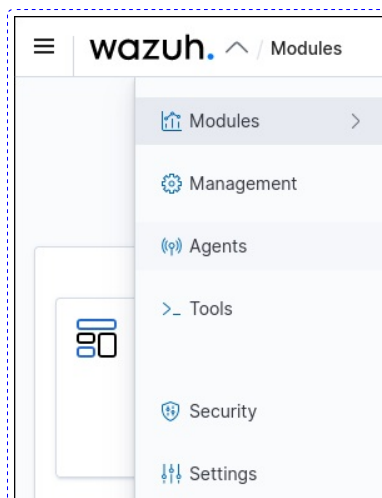 wazuh. / Modules
Modules
Management
Agents
Tools
Security
Settings